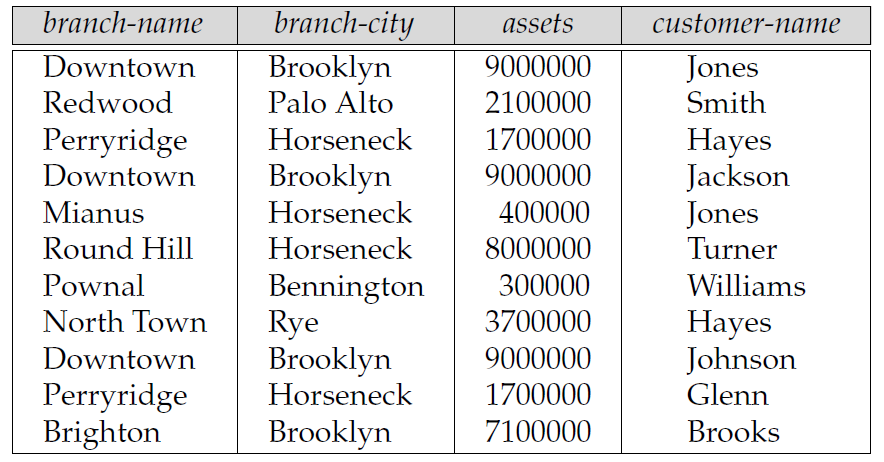 branch-name branch-city assets customer-name
Downtown Brooklyn 9000000 Jones
Redwood Palo Alto 2100000 Smith
Perryridge Horseneck 1700000 Hayes
Downtown Brooklyn 9000000 Jackson
Mianus Horseneck 400000 Jones
Round Hill Horseneck 8000000 Turner
Pownal Bennington 300000 Williams
North Town Rye 3700000 Hayes
Downtown Brooklyn 9000000 Johnson
Perryridge Horseneck 1700000 Glenn
Brighton Brooklyn 7100000 Brooks